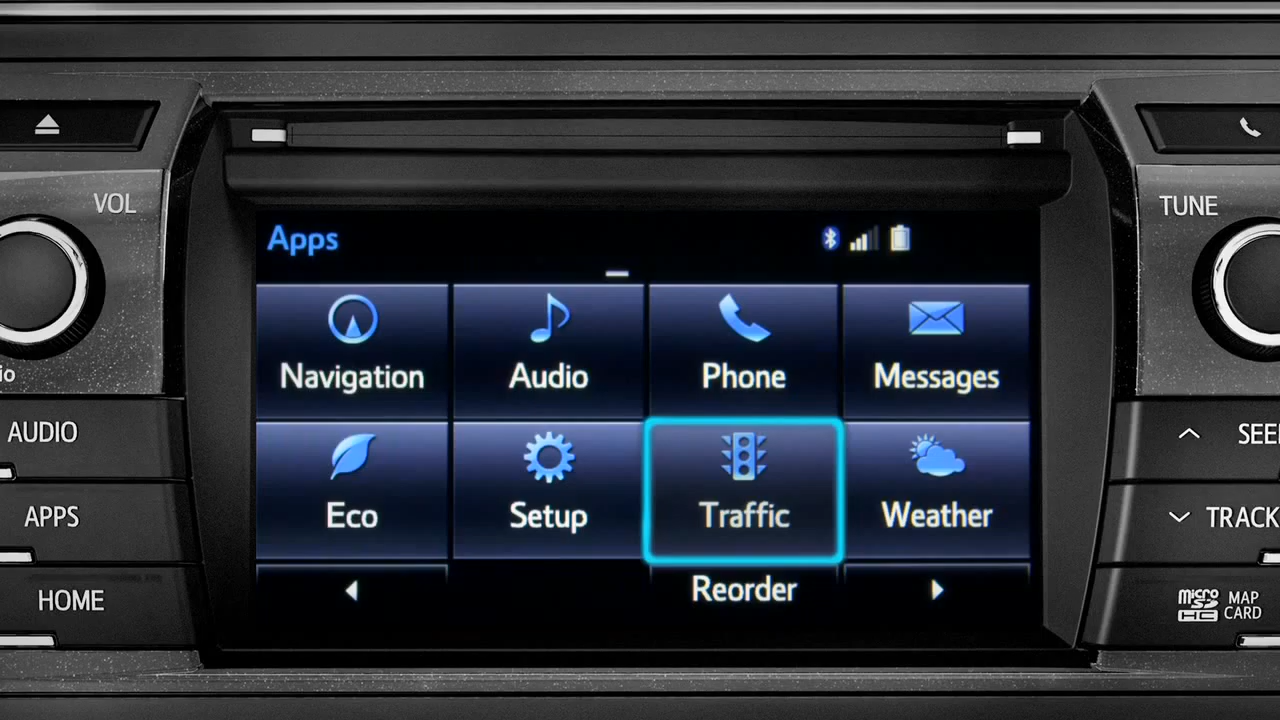 VOL
TUNE
Apps
Navigation
Audio
Phone
Messages
AUDIO
Eco
Setup
Traffic
Weather
APPS
TRACK
HOME
Reorder
micro SD HC
MAP
CARD